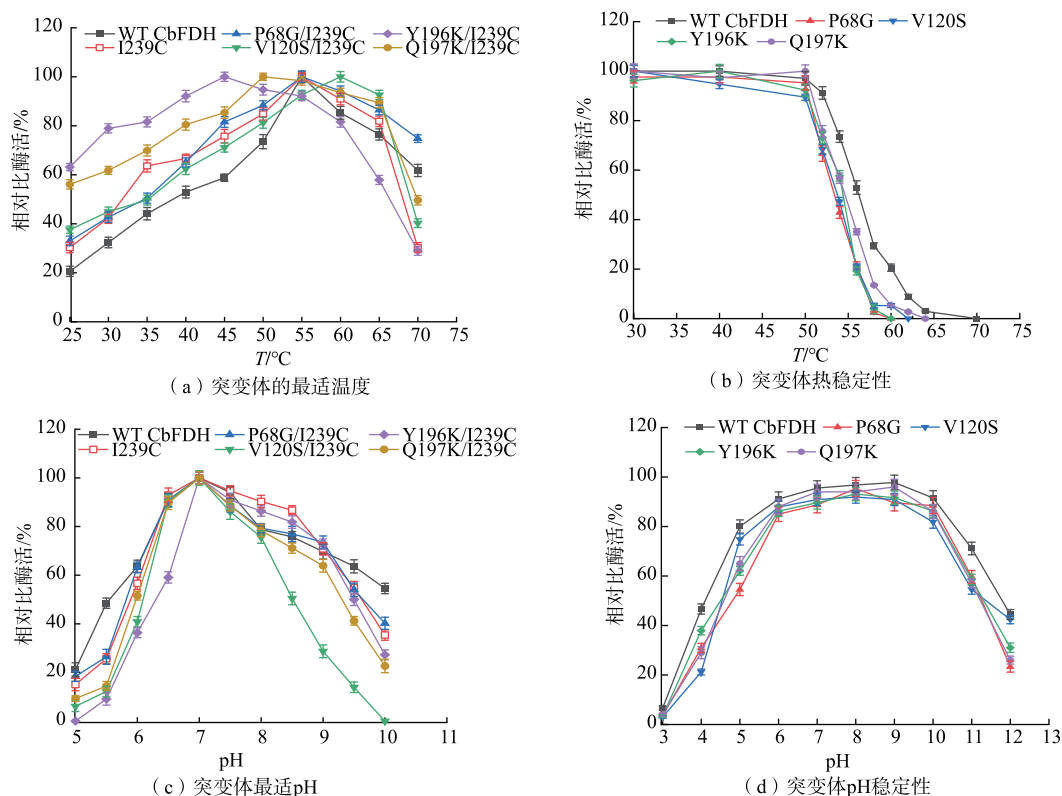 120
WT CbFDH P68G/I239C Y196K/I239C
I239C V120S/I239C Q197K/I239C
100
80
60
40
20
0
相对比酶活/%
25 30 35 40 45 50 55 60 65 70 75
T/°C
(a) 突变体的最适温度
120
WT CbFDH P68G V120S
Y196K Q197K
100
80
60
40
20
0
相对比酶活/%
30 35 40 45 50 55 60 65 70 75
T/°C
(b) 突变体热稳定性
120
WT CbFDH P68G/I239C Y196K/I239C
I239C V120S/I239C Q197K/I239C
100
80
60
40
20
0
相对比酶活/%
5 6 7 8 9 10 11
pH
(c) 突变体最适pH
120
WT CbFDH P68G V120S
Y196K Q197K
100
80
60
40
20
0
相对比酶活/%
3 4 5 6 7 8 9 10 11 12 13
pH
(d) 突变体pH稳定性